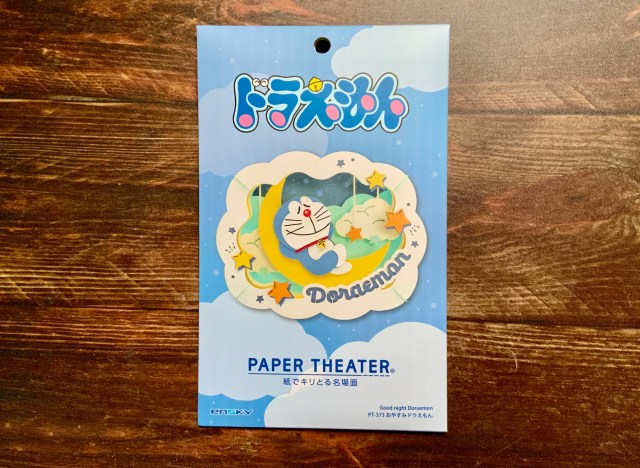 ドラえもん
Doraemon
PAPER THEATER®
紙でキリとる名場面
ensky
Good night Doraemon
PT-373 おやすみドラえもん